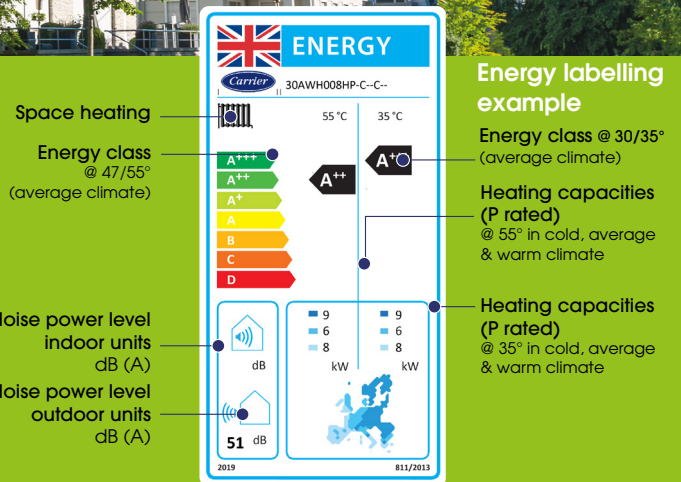 ENERGY
Carrier
30AWH008HP-C--C--
55 °C
35 °C
A+++
A++
A+
A
B
C
D
A++
9
6
8
kW
9
6
8
kW
dB
51 dB
2019
811/2013
Space heating
Energy class
@ 47/55°
(average climate)
oise power level
indoor units
dB (A)
oise power level
outdoor units
dB (A)
Energy labelling
example
Energy class @ 30/35°
(average climate)
Heating capacities
(P rated)
@ 55° in cold, average
& warm climate
Heating capacities
(P rated)
@ 35° in cold, average
& warm climate